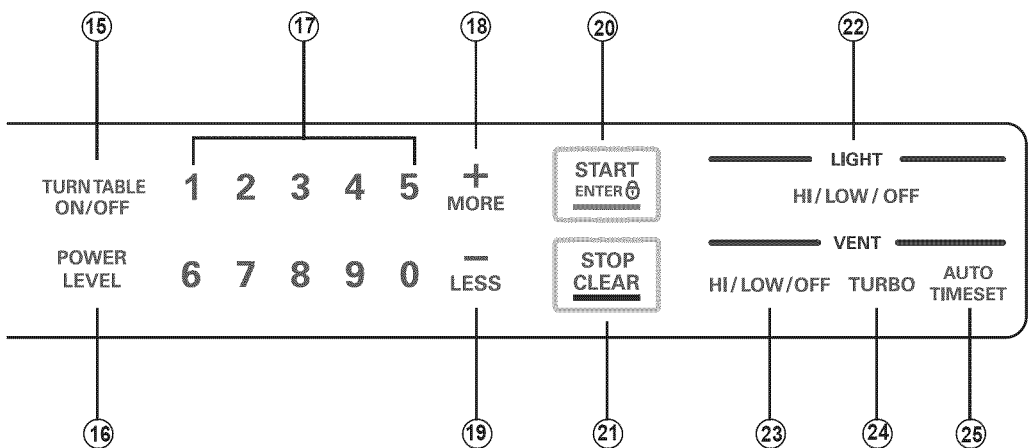 15 17 18 20 22
TURNTABLE
ON/OFF
1 2 3 4 5
+
MORE
START
ENTER
LIGHT
HI/LOW/OFF
POWER
LEVEL
6 7 8 9 0
−
LESS
STOP
CLEAR
VENT
HI/LOW/OFF
TURBO
AUTO
TIMESET
16 19 21 23 24 25